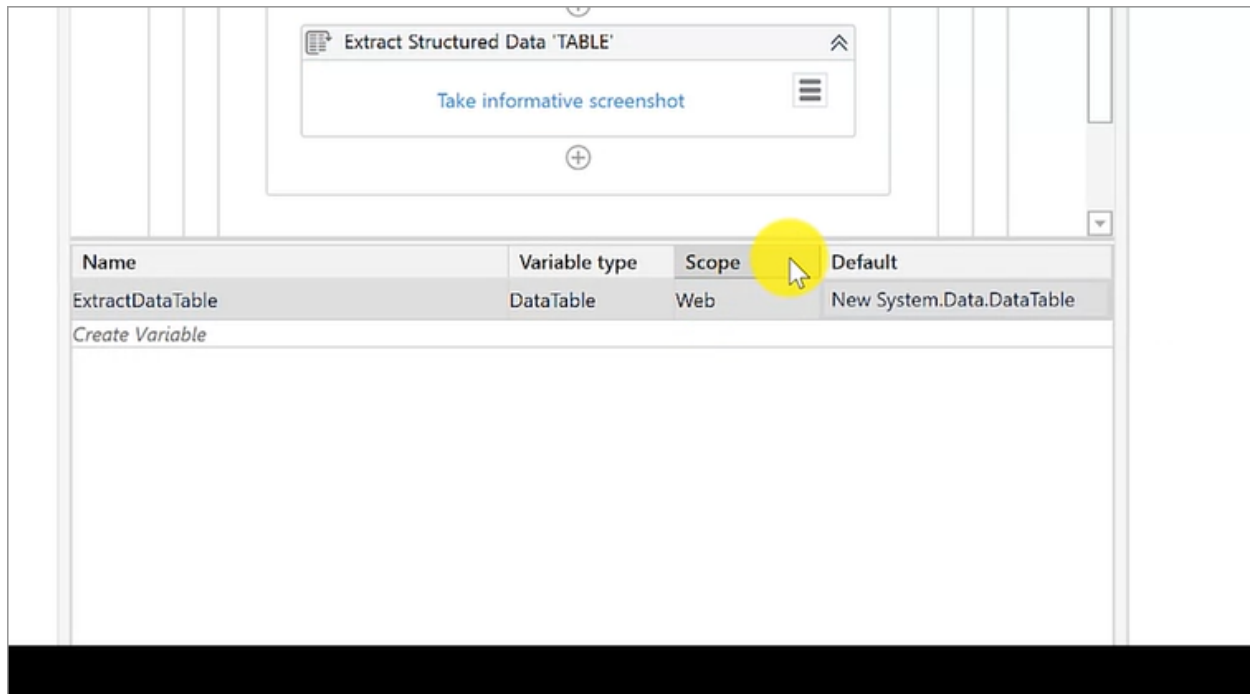 Extract Structured Data 'TABLE'
Take informative screenshot
Name Variable type Scope Default
ExtractDataTable DataTable Web New System.Data.DataTable
Create Variable